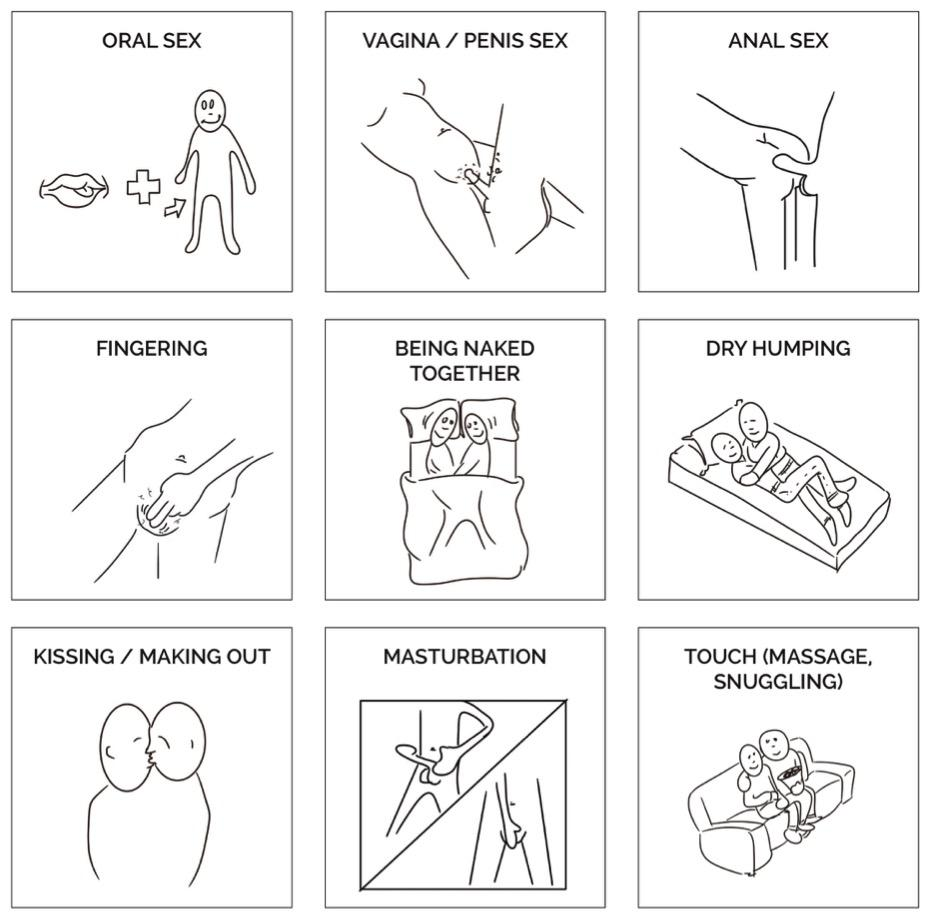 ORAL SEX
VAGINA / PENIS SEX
ANAL SEX
FINGERING
BEING NAKED
TOGETHER
DRY HUMPING
KISSING / MAKING OUT
MASTURBATION
TOUCH (MASSAGE,
SNUGGLING)